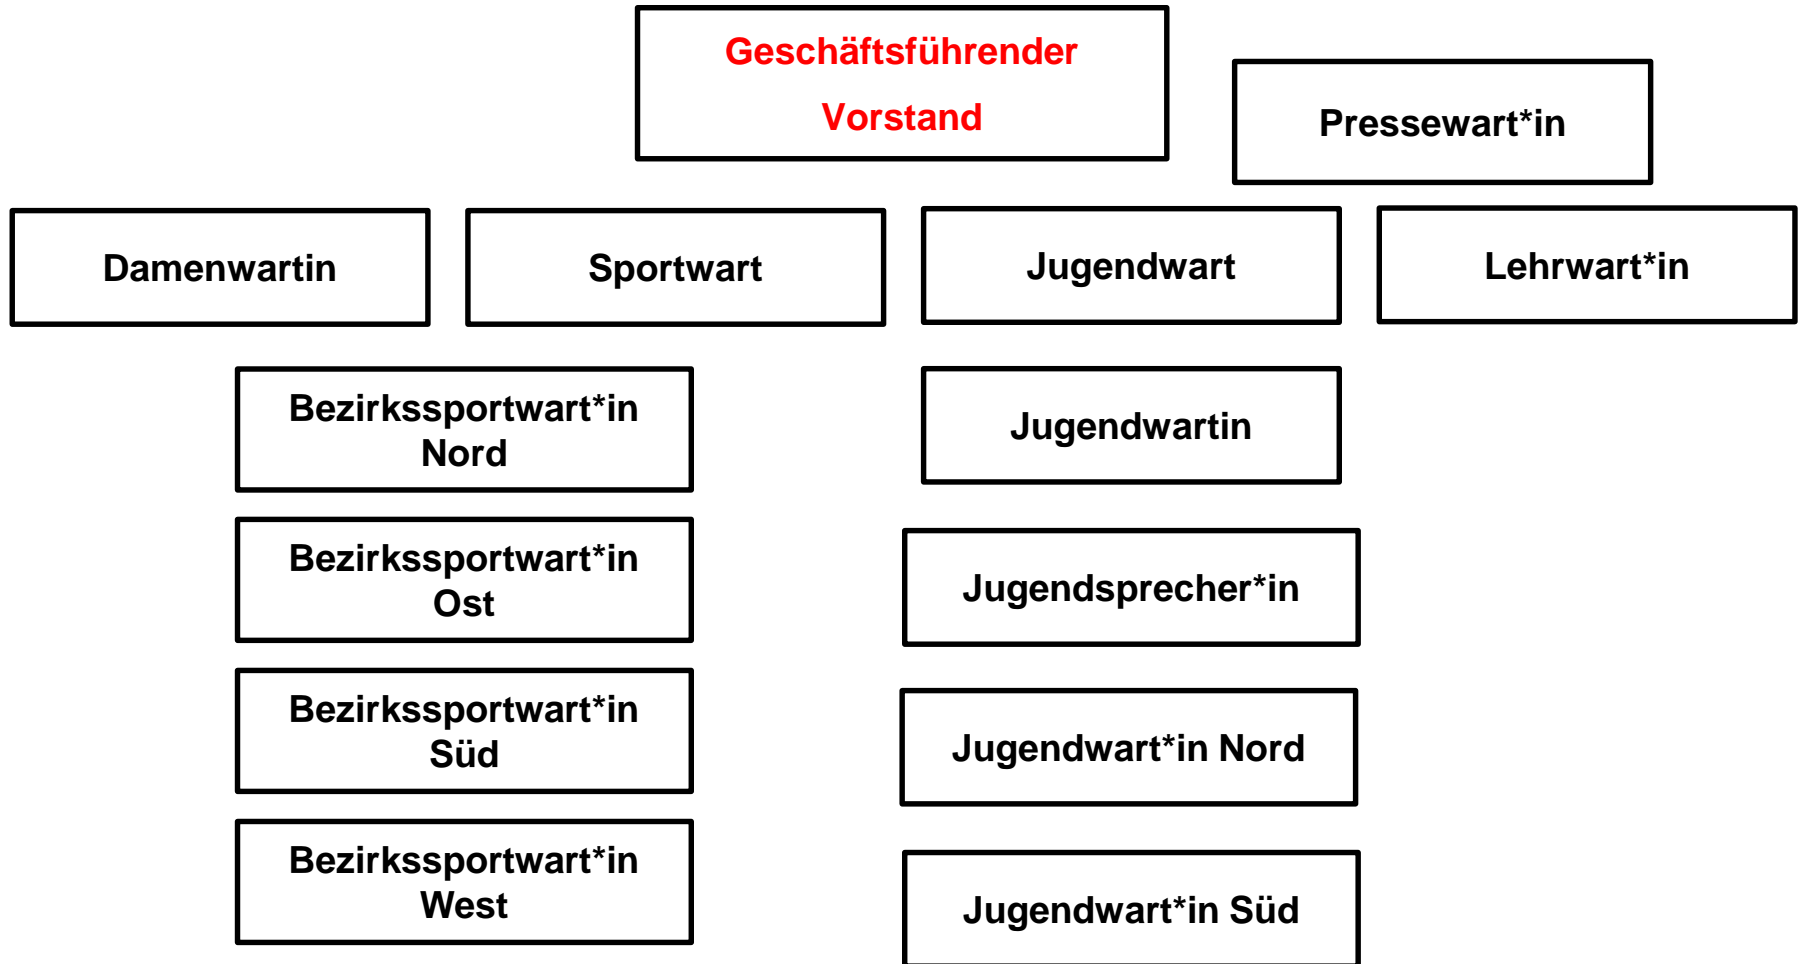 Geschäftsführender
Vorstand
Pressewart*in
Damenwartin
Sportwart
Jugendwart
Lehrwart*in
Bezirkssportwart*in
Nord
Jugendwartin
Bezirkssportwart*in
Ost
Jugendsprecher*in
Bezirkssportwart*in
Süd
Jugendwart*in Nord
Bezirkssportwart*in
West
Jugendwart*in Süd